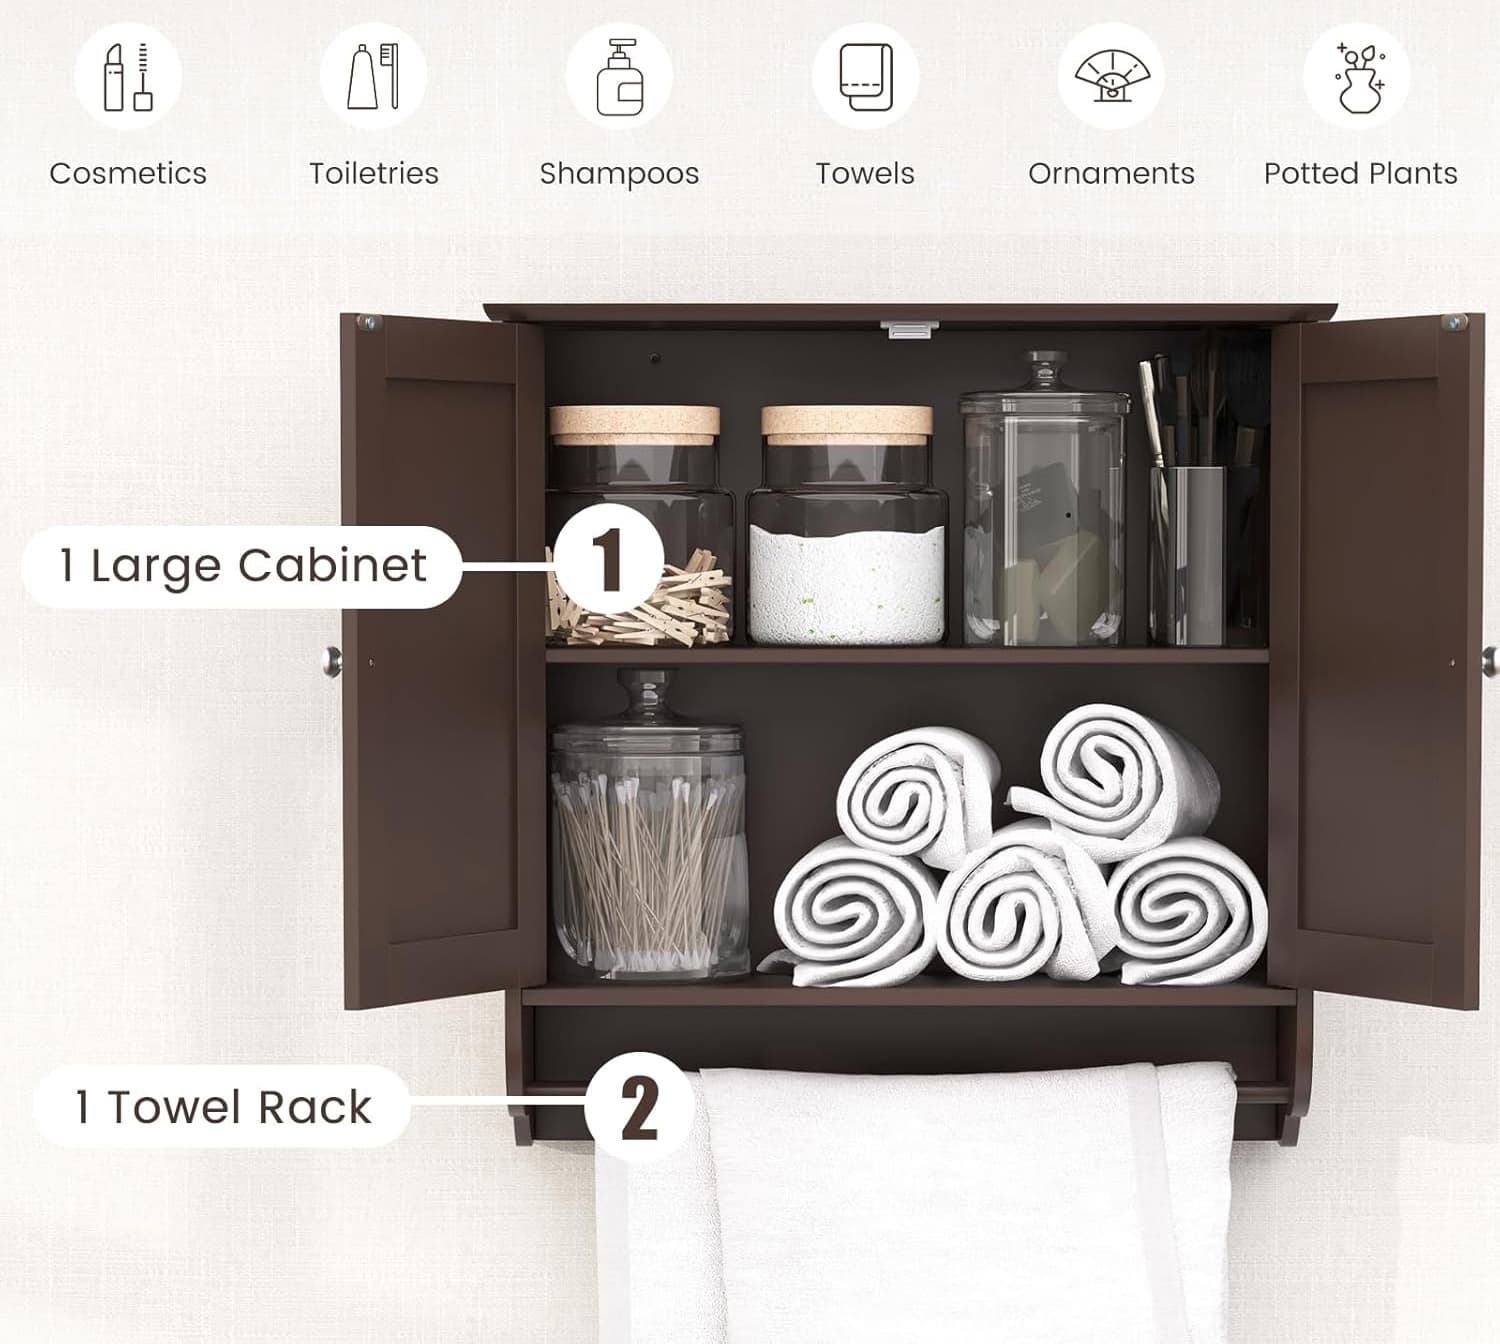 Cosmetics
Toiletries
Shampoos
Towels
Ornaments
Potted Plants
1 Large Cabinet
1
1 Towel Rack
2